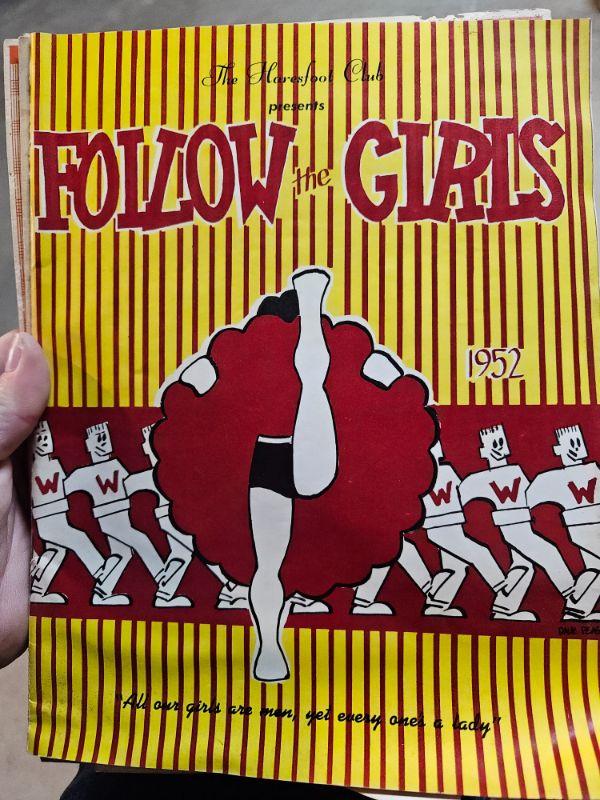 The Haresfoot Club
presents
FOLLOW the GIRLS
1952
W W W W W
"All our girls are men, yet every one's a lady"